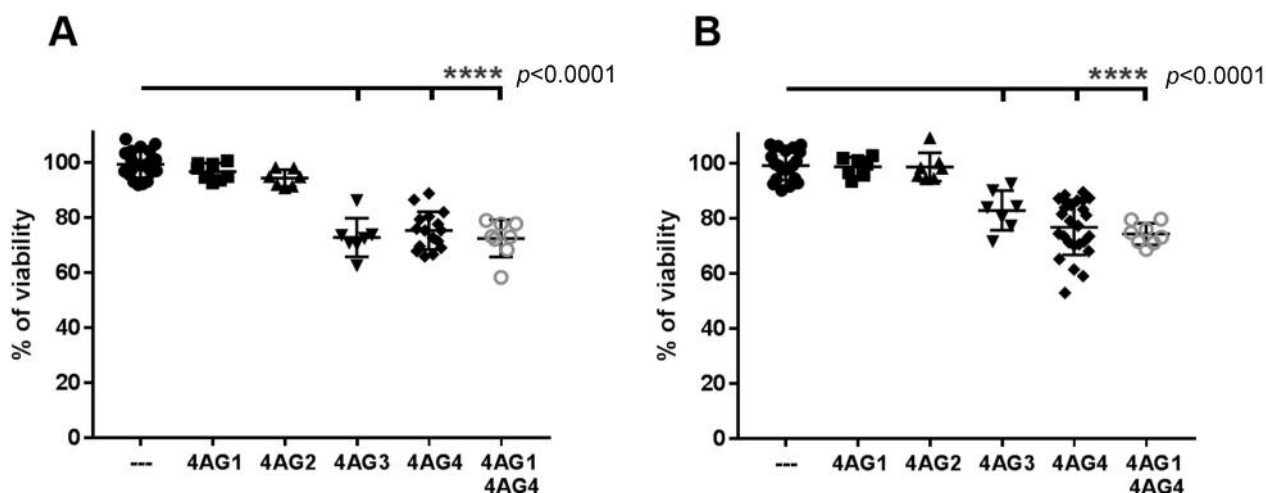 A
**** p<0.0001
% of viability
100
80
60
40
20
0
--- 4AG1 4AG2 4AG3 4AG4 4AG1
4AG4
B
**** p<0.0001
% of viability
100
80
60
40
20
0
--- 4AG1 4AG2 4AG3 4AG4 4AG1
4AG4